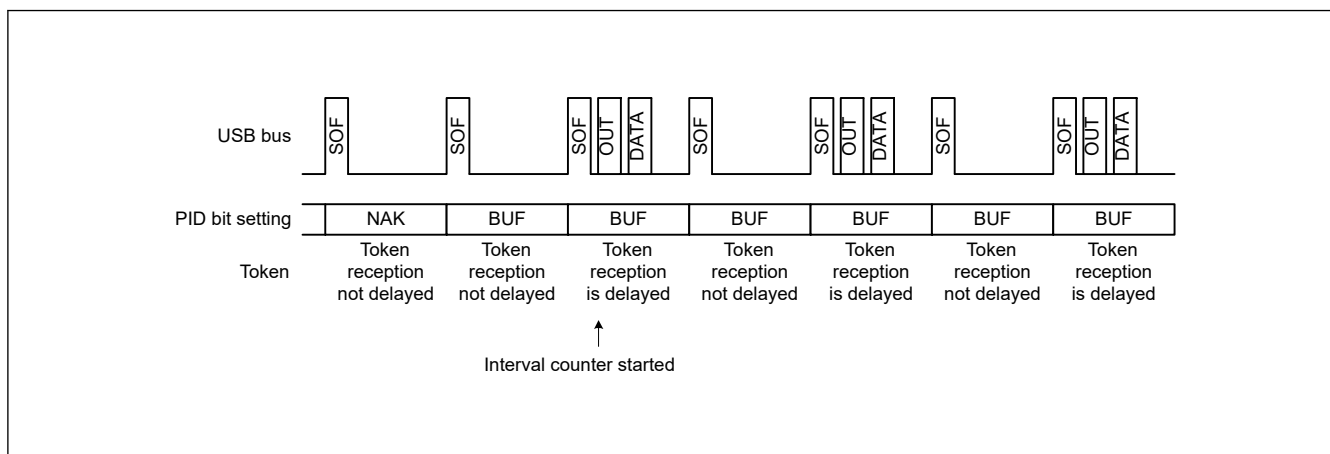 USB bus
SOF SOF SOF OUT DATA SOF SOF OUT DATA SOF SOF OUT DATA
PID bit setting NAK BUF BUF BUF BUF BUF BUF
Token Token Token Token Token Token Token
Token reception reception reception reception reception reception reception
not delayed not delayed is delayed not delayed is delayed not delayed is delayed
Interval counter started